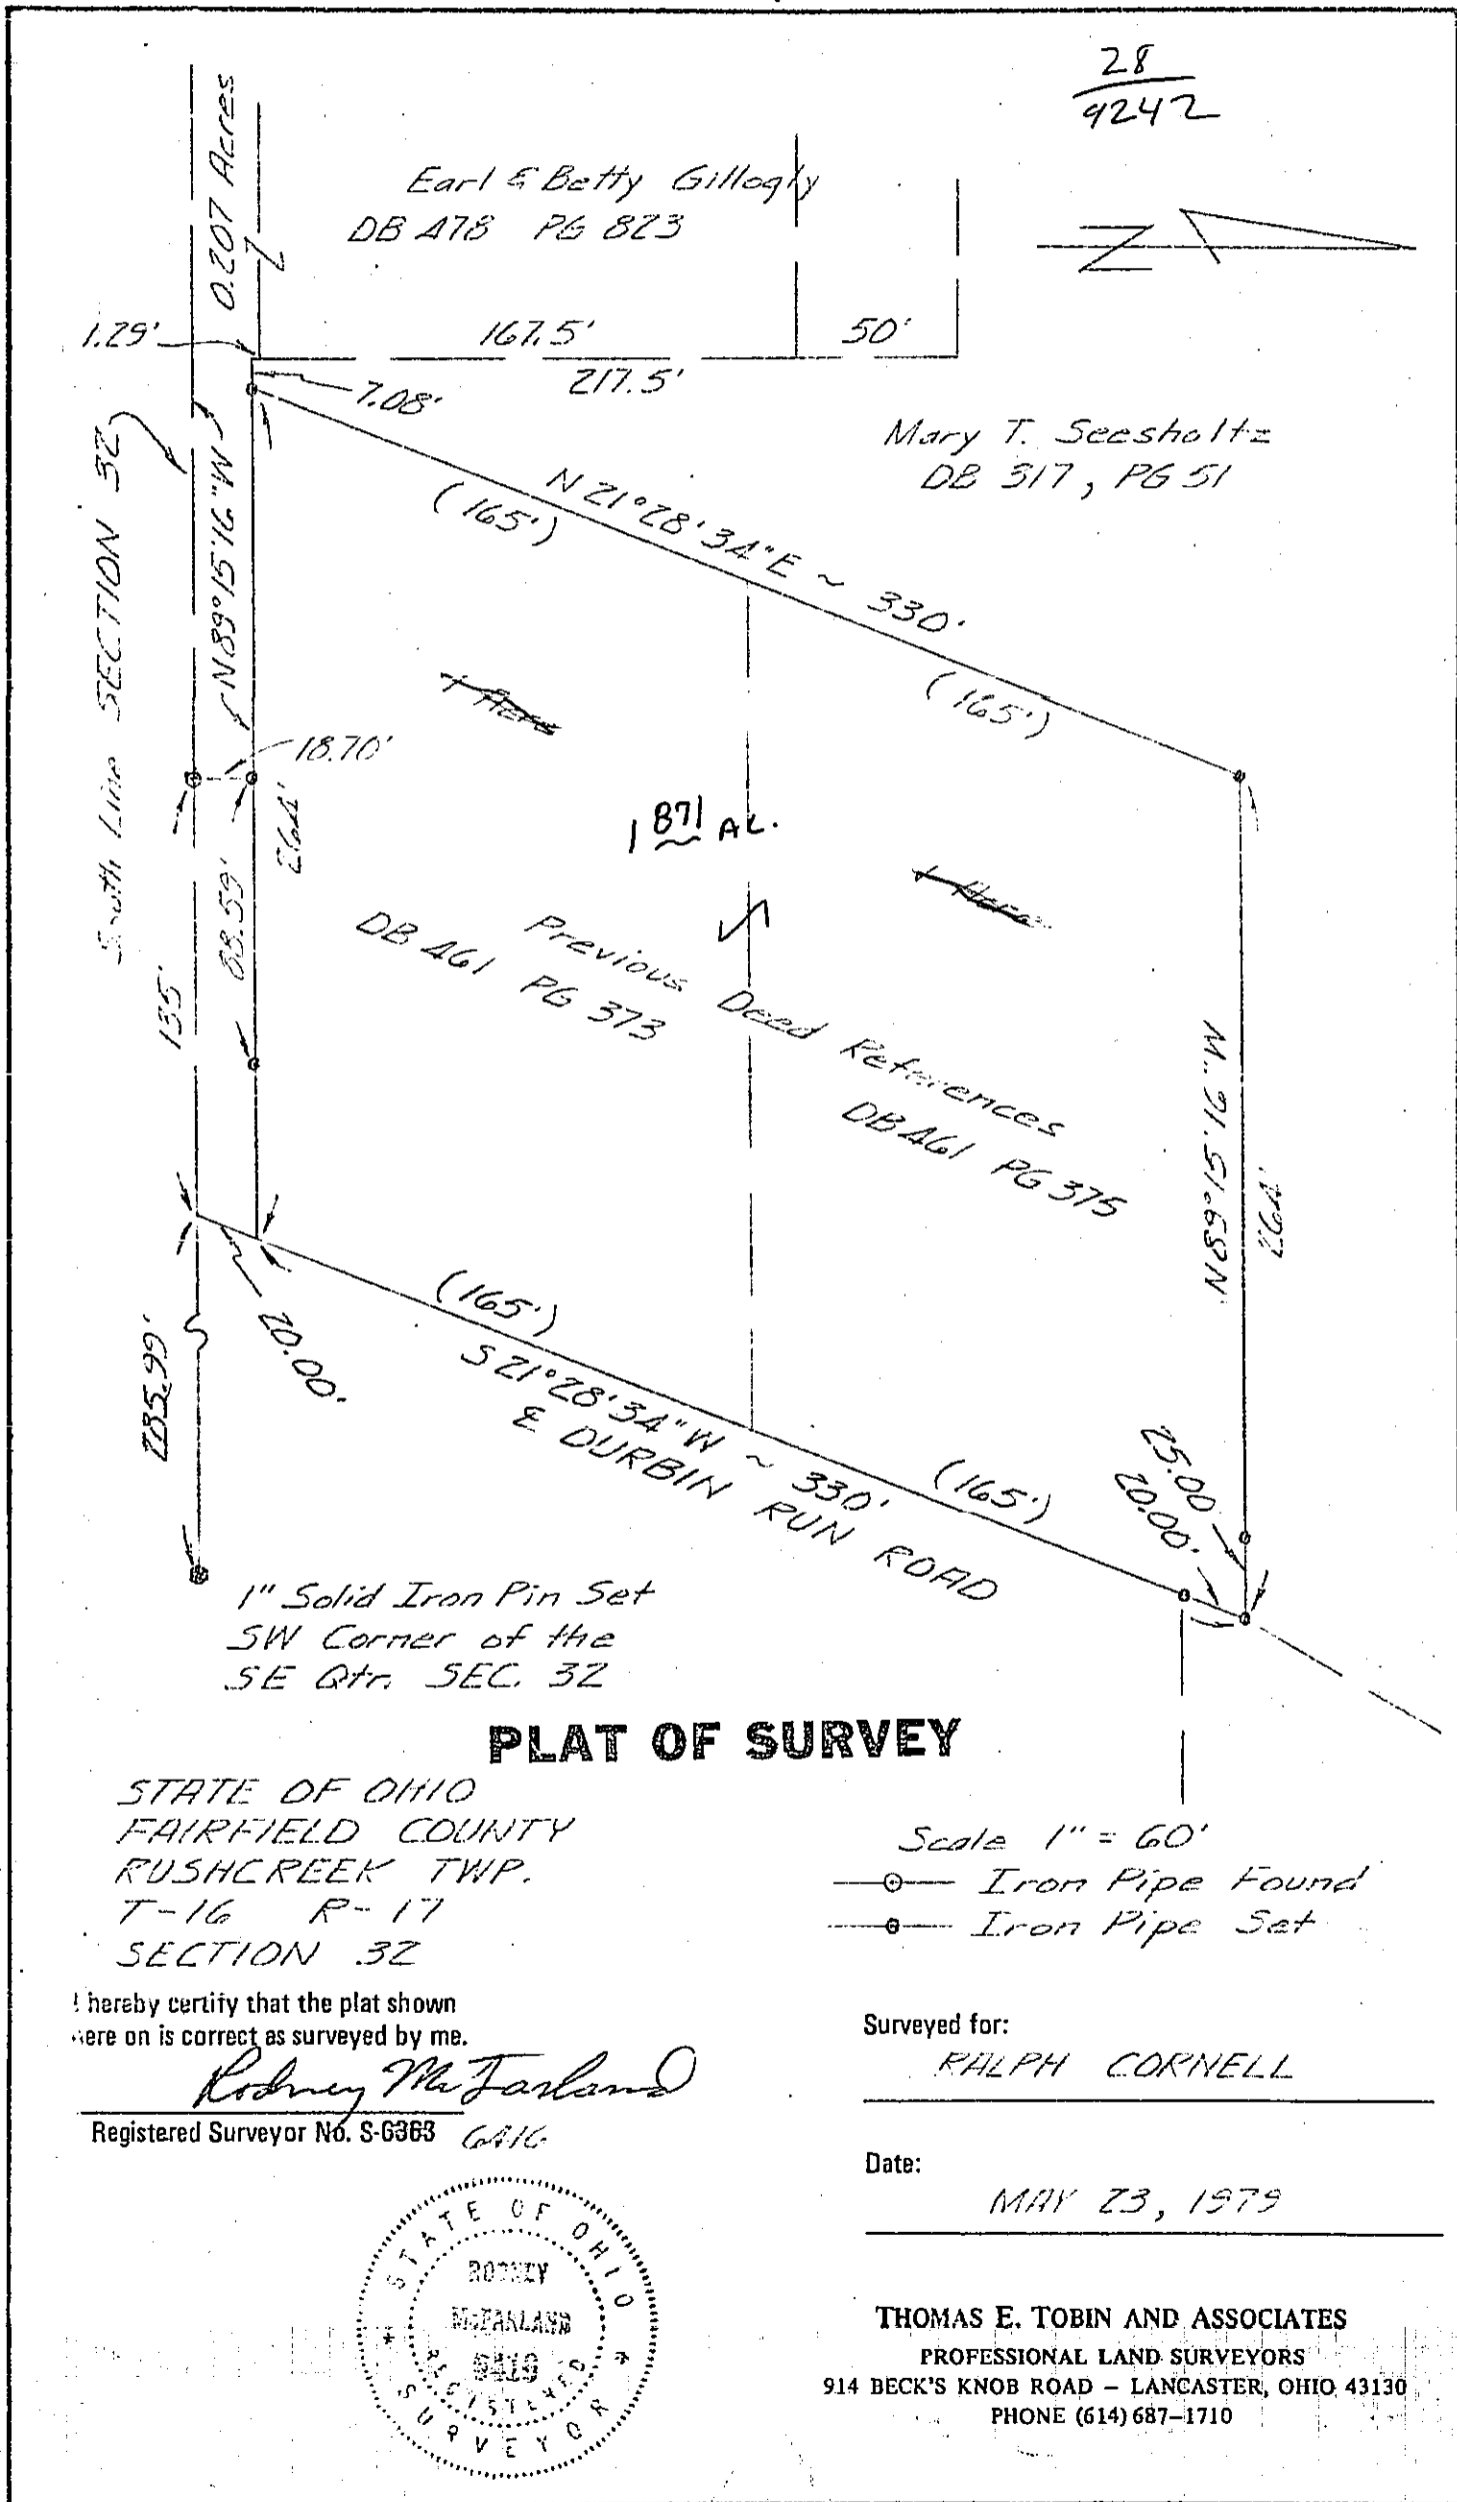 28
9242
0.207 Acres
Earl & Betty Gillogly
DB 478 PG 823
1.29'
167.5'
50'
217.5'
7.08'
Mary T. Seesholtz
DB 317, PG 51
South Line SECTION 32
N89°15'16"W
N 21°28'34"E ~ 330'
(165')
(165')
1 Acre
18.70'
264'
1 871 AC.
1 Acre
135'
88.59'
Previous Deed References
DB 461 PG 373
DB 461 PG 375
N89°15'16"W
264'
285.99'
20.00'
(165')
S 21°28'34"W ~ 330'
(165')
DURBIN RUN ROAD
25.00
20.00'
1" Solid Iron Pin Set
SW Corner of the
SE Qtr. SEC. 32
PLAT OF SURVEY
STATE OF OHIO
FAIRFIELD COUNTY
RUSHCREEK TWP.
T-16 R-17
SECTION 32
Scale 1" = 60'
Iron Pipe Found
Iron Pipe Set
I hereby certify that the plat shown
here on is correct as surveyed by me.
Rodney McFarland
Registered Surveyor No. S-6363 6416
Surveyed for:
RALPH CORNELL
Date:
MAY 23, 1979
STATE OF OHIO
RODNEY
McFARLAND
REGISTERED
SURVEYOR
THOMAS E. TOBIN AND ASSOCIATES
PROFESSIONAL LAND SURVEYORS
914 BECK'S KNOB ROAD – LANCASTER, OHIO 43130
PHONE (614) 687–1710